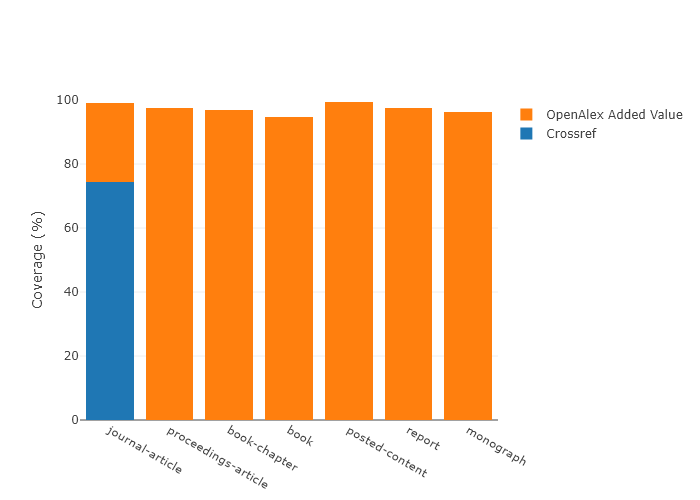 100
80
60
40
20
0
Coverage (%)
journal-article
proceedings-article
book-chapter
book
posted-content
report
monograph
OpenAlex Added Value
Crossref